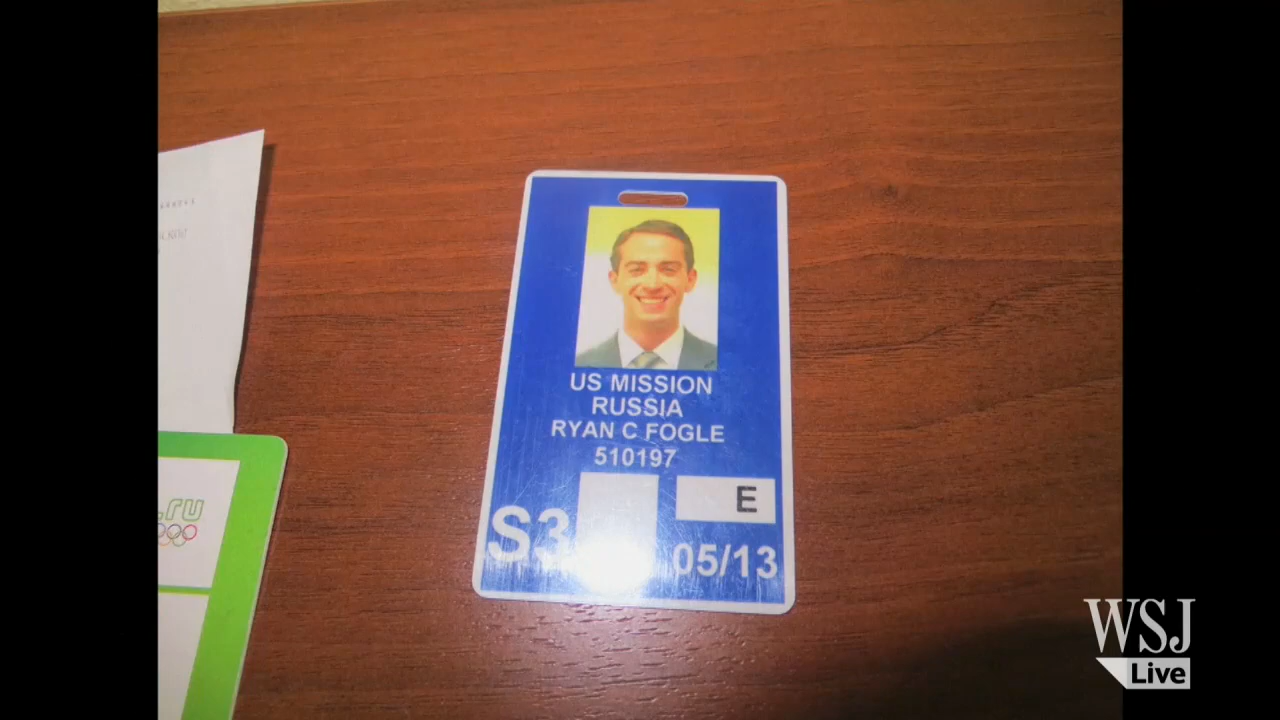 US MISSION
RUSSIA
RYAN C FOGLE
510197
E
S3
05/13
.ru
WSJ
Live